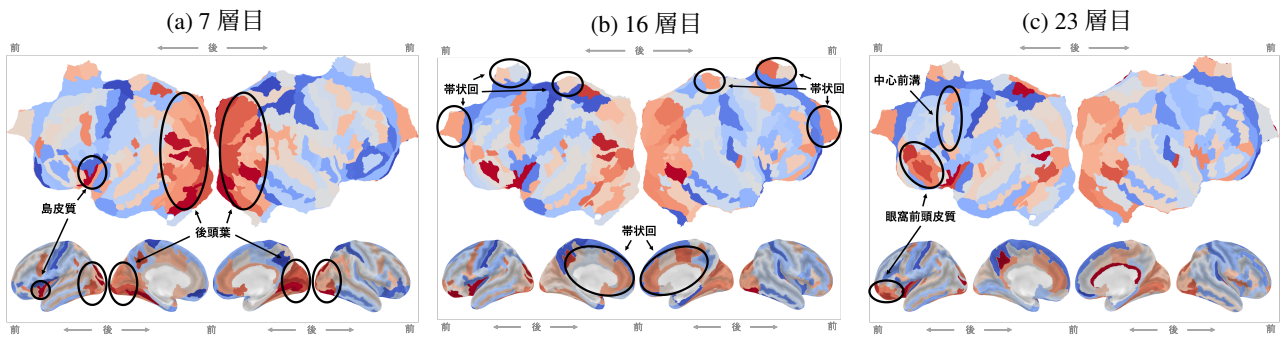 (a) 7 層目
前 後 前
島皮質
後頭葉
前 後 前 後 前
(b) 16 層目
前 後 前
帯状回 帯状回
帯状回
前 後 前 後 前
(c) 23 層目
前 後 前
中心前溝
眼窩前頭皮質
前 後 前 後 前